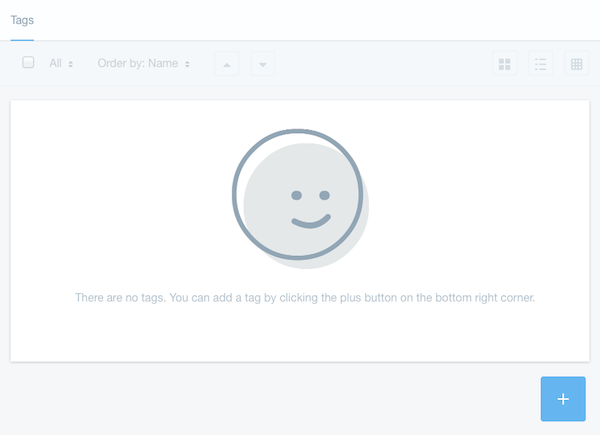 Tags
All Order by: Name
There are no tags. You can add a tag by clicking the plus button on the bottom right corner.